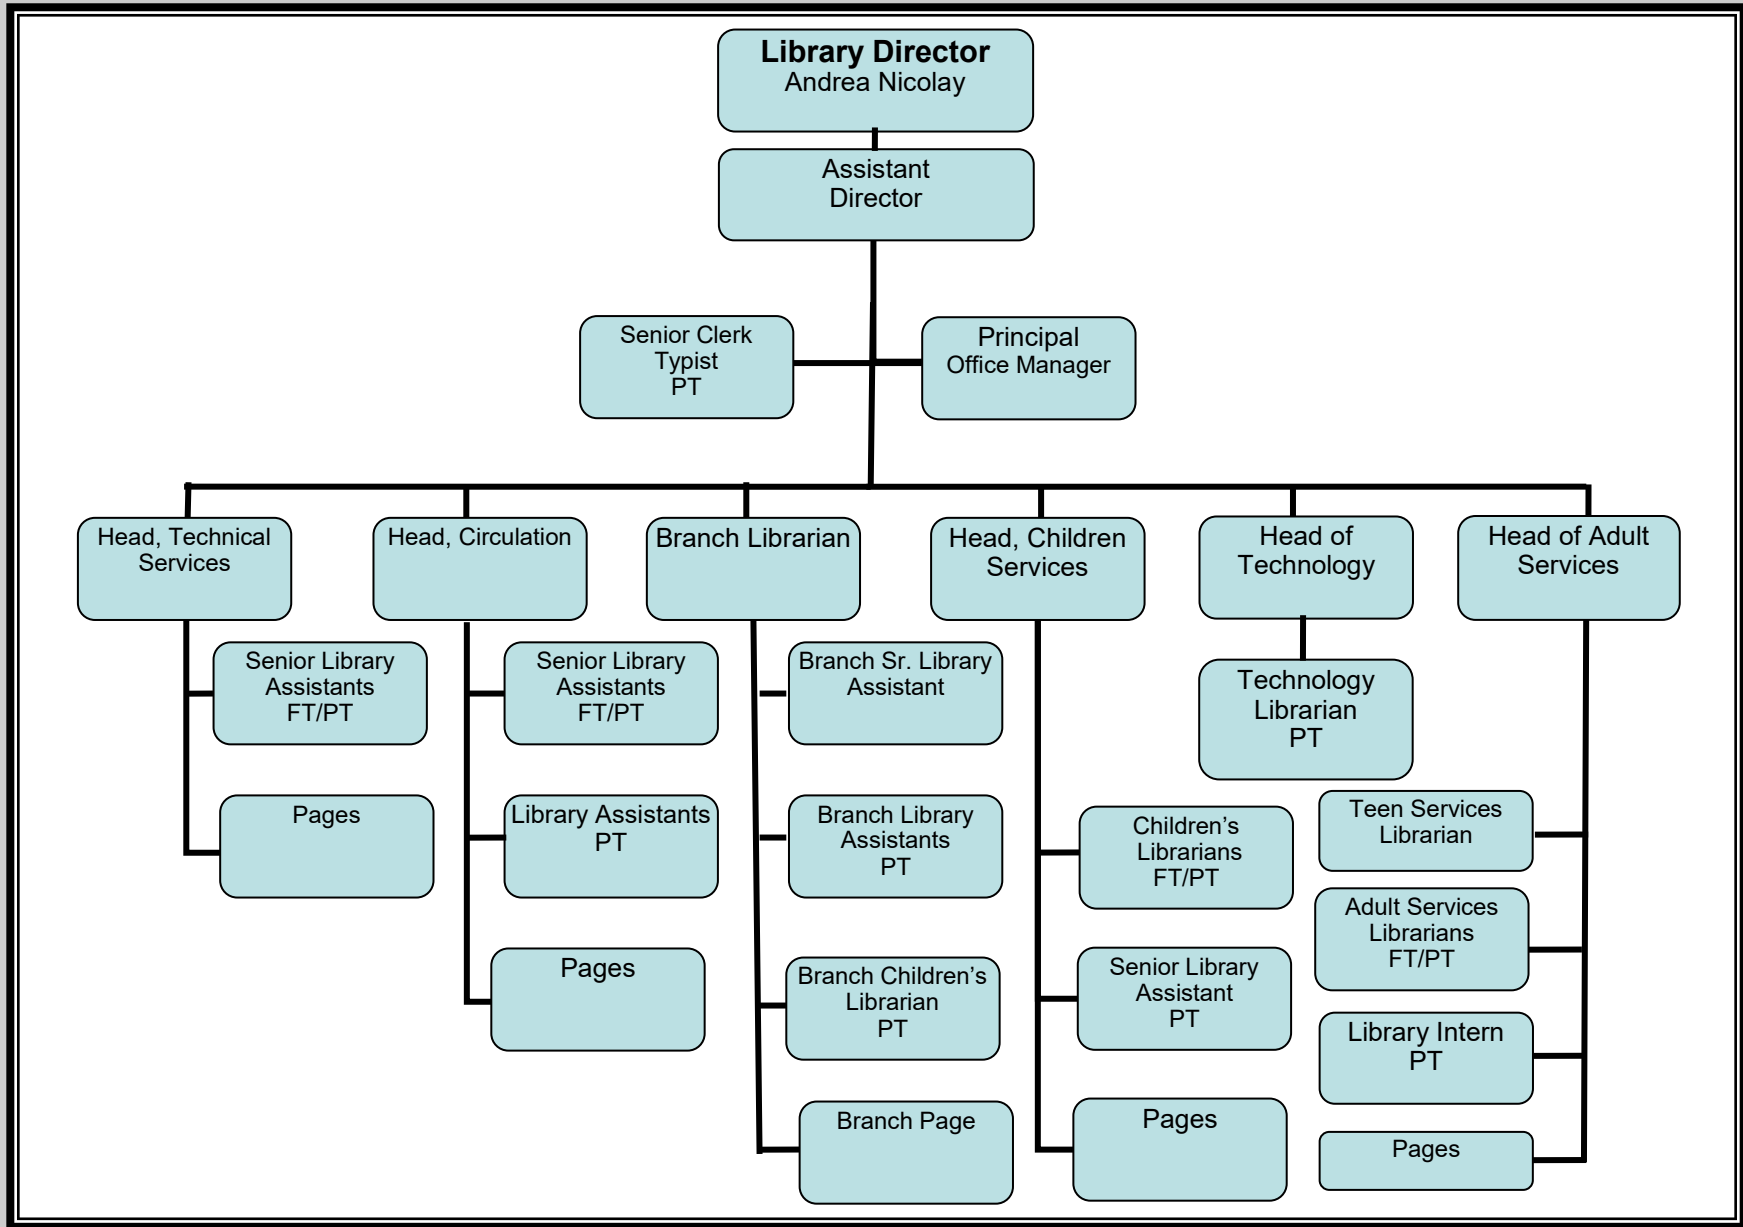 Library Director
Andrea Nicolay
Assistant
Director
Senior Clerk
Typist
PT
Principal
Office Manager
Head, Technical
Services
Head, Circulation
Branch Librarian
Head, Children
Services
Head of
Technology
Head of Adult
Services
Senior Library
Assistants
FT/PT
Pages
Senior Library
Assistants
FT/PT
Library Assistants
PT
Pages
Branch Sr. Library
Assistant
Branch Library
Assistants
PT
Branch Children’s
Librarian
PT
Branch Page
Children’s
Librarians
FT/PT
Senior Library
Assistant
PT
Pages
Technology
Librarian
PT
Teen Services
Librarian
Adult Services
Librarians
FT/PT
Library Intern
PT
Pages